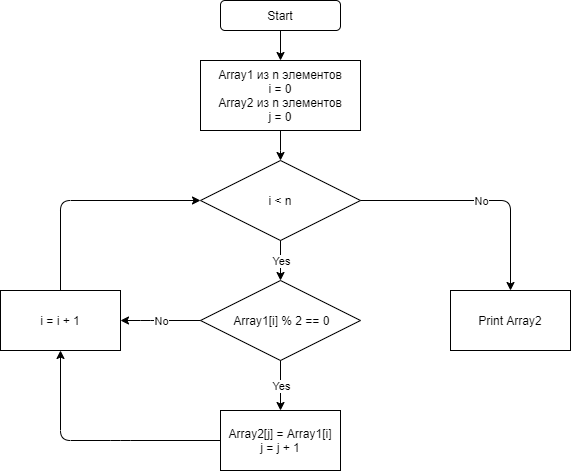 Start
Array1 из n элементов
i = 0
Array2 из n элементов
j = 0
i < n
No
Yes
i = i + 1
No
Array1[i] % 2 == 0
Print Array2
Yes
Array2[j] = Array1[i]
j = j + 1